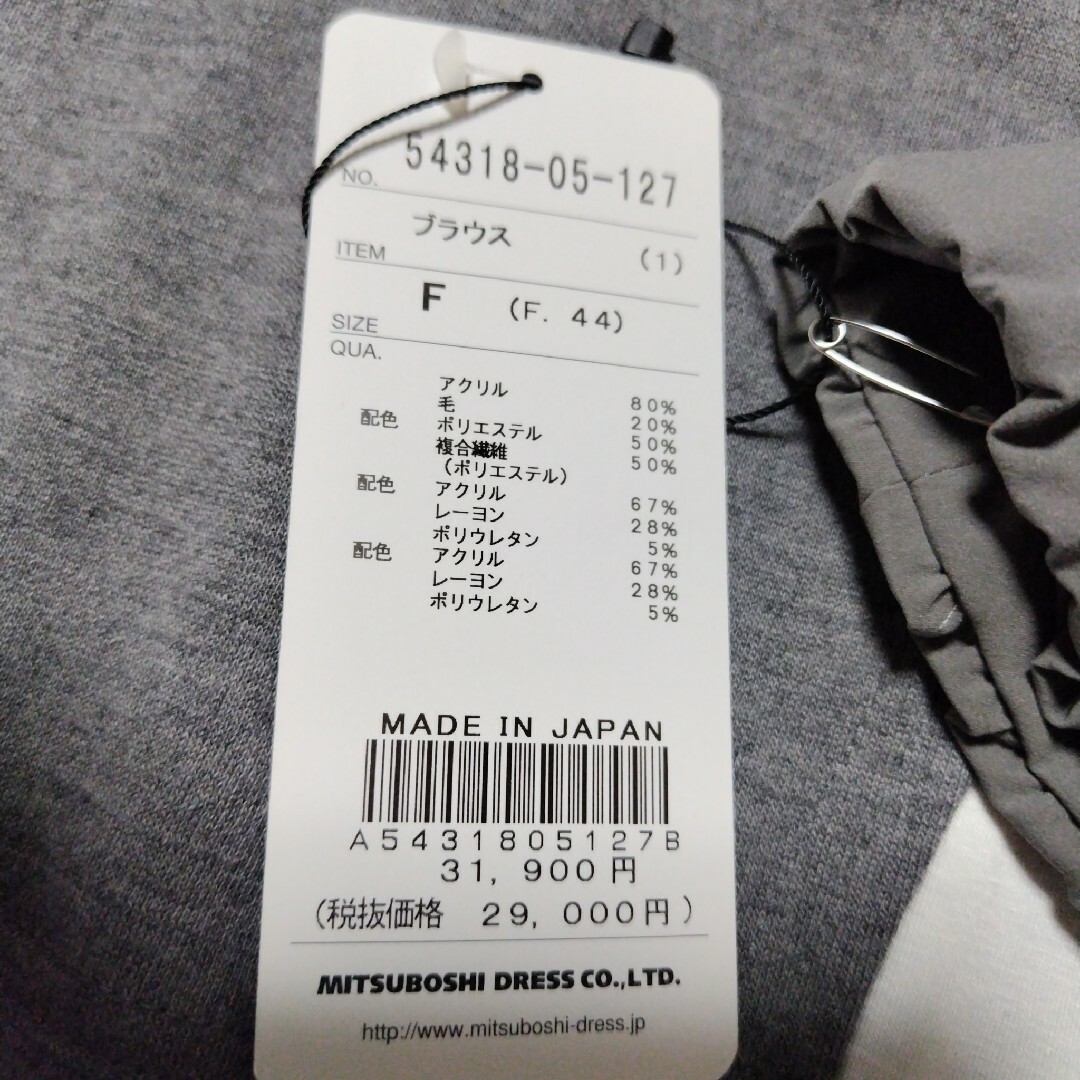 NO. 54318-05-127
ITEM ブラウス (1)
SIZE F (F. 44)
QUA.
アクリル 80%
毛 20%
配色 ポリエステル 50%
複合繊維 50%
(ポリエステル)
配色 アクリル 67%
レーヨン 28%
ポリウレタン 5%
配色 アクリル 67%
レーヨン 28%
ポリウレタン 5%
MADE IN JAPAN
A5431805127B
31,900円
(税抜価格 29,000円)
MITSUBOSHI DRESS CO.,LTD.
http://www.mitsuboshi-dress.jp